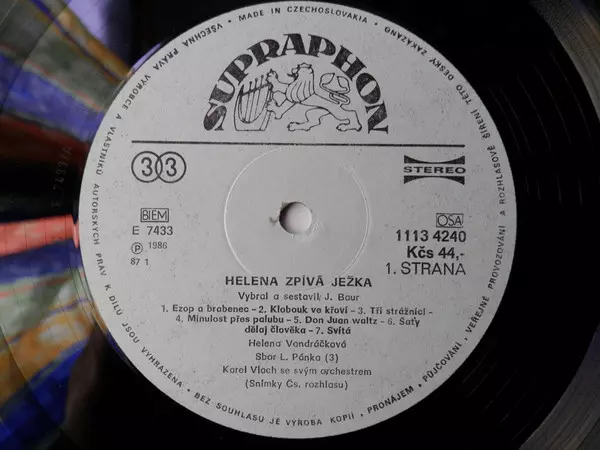 MADE IN CZECHOSLOVAKIA • VŠECHNA PRÁVA VÝROBCE A VLASTNÍKŮ AUTORSKÝCH PRÁV K DÍLU JSOU VYHRAZENA • BEZ SOUHLASU JE VÝROBA KOPIÍ • PRONÁJEM, PŮJČOVÁNÍ, VEŘEJNÉ PROVOZOVÁNÍ A ROZHLASOVÉ ŠÍŘENÍ TÉTO DESKY ZAKÁZÁNO
SUPRAPHON
33
STEREO
BIEM
OSA
E 7433
1113 4240
Ⓟ 1986
Kčs 44,-
87 1
1. STRANA
HELENA ZPÍVÁ JEŽKA
Vybral a sestavil J. Baur
1. Ezop a brabenec – 2. Klobouk ve křoví – 3. Tři strážníci –
4. Minulost přes palubu – 5. Don Juan waltz – 6. Šaty
dělaj člověka – 7. Svítá
Helena Vondráčková
Sbor L. Pánka (3)
Karel Vlach se svým orchestrem
(Snímky Čs. rozhlasu)